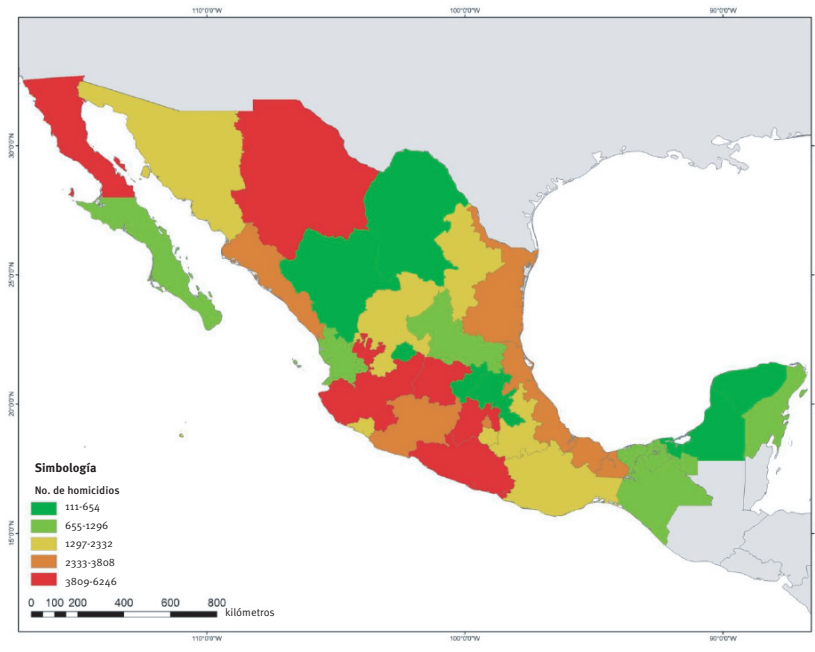 110°0'0"W 100°0'0"W 90°0'0"W
30°0'0"N
25°0'0"N
20°0'0"N
15°0'0"N
Simbología
No. de homicidios
111-654
655-1296
1297-2332
2333-3808
3809-6246
0 100 200 400 600 800 kilómetros
110°0'0"W 100°0'0"W 90°0'0"W